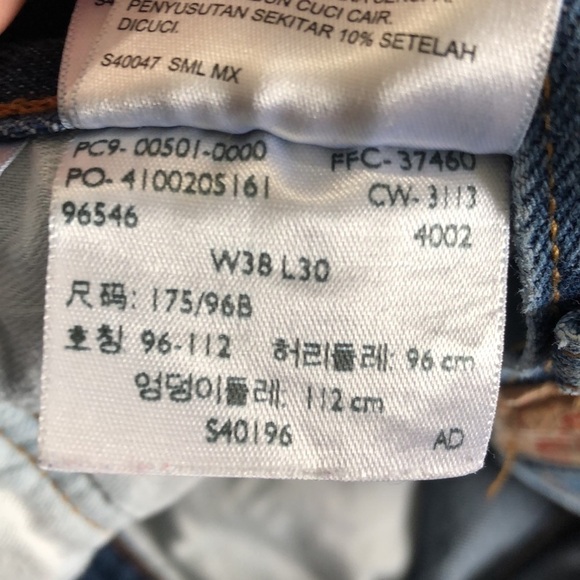 PENYUSUTAN SEKITAR 10% SETELAH
DICUCI.
S40047 SML MX
PC9-00501-0000 FFC-37460
PO-4100205161 CW-3113
96546 4002
W38 L30
尺码: 175/96B
호칭 96-112 허리둘레: 96 cm
엉덩이둘레. 112 cm
S40196 AD